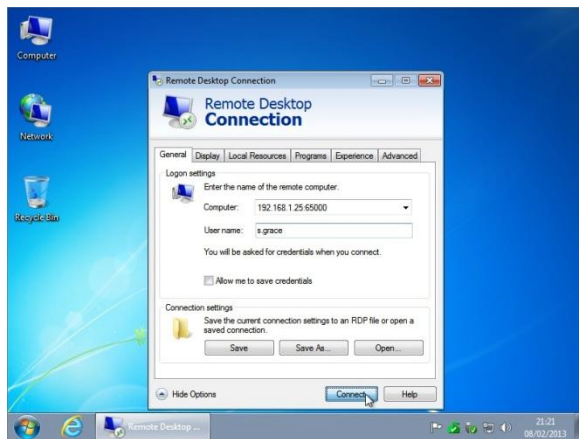 Computer
Network
Recycle Bin
Remote Desktop Connection
Remote Desktop
Connection
General Display Local Resources Programs Experience Advanced
Logon settings
Enter the name of the remote computer.
Computer: 192.168.1.25:65000
User name: s.grace
You will be asked for credentials when you connect.
Allow me to save credentials
Connection settings
Save the current connection settings to an RDP file or open a
saved connection.
Save Save As... Open...
Hide Options Connect Help
Remote Desktop ...
21:21
08/02/2013